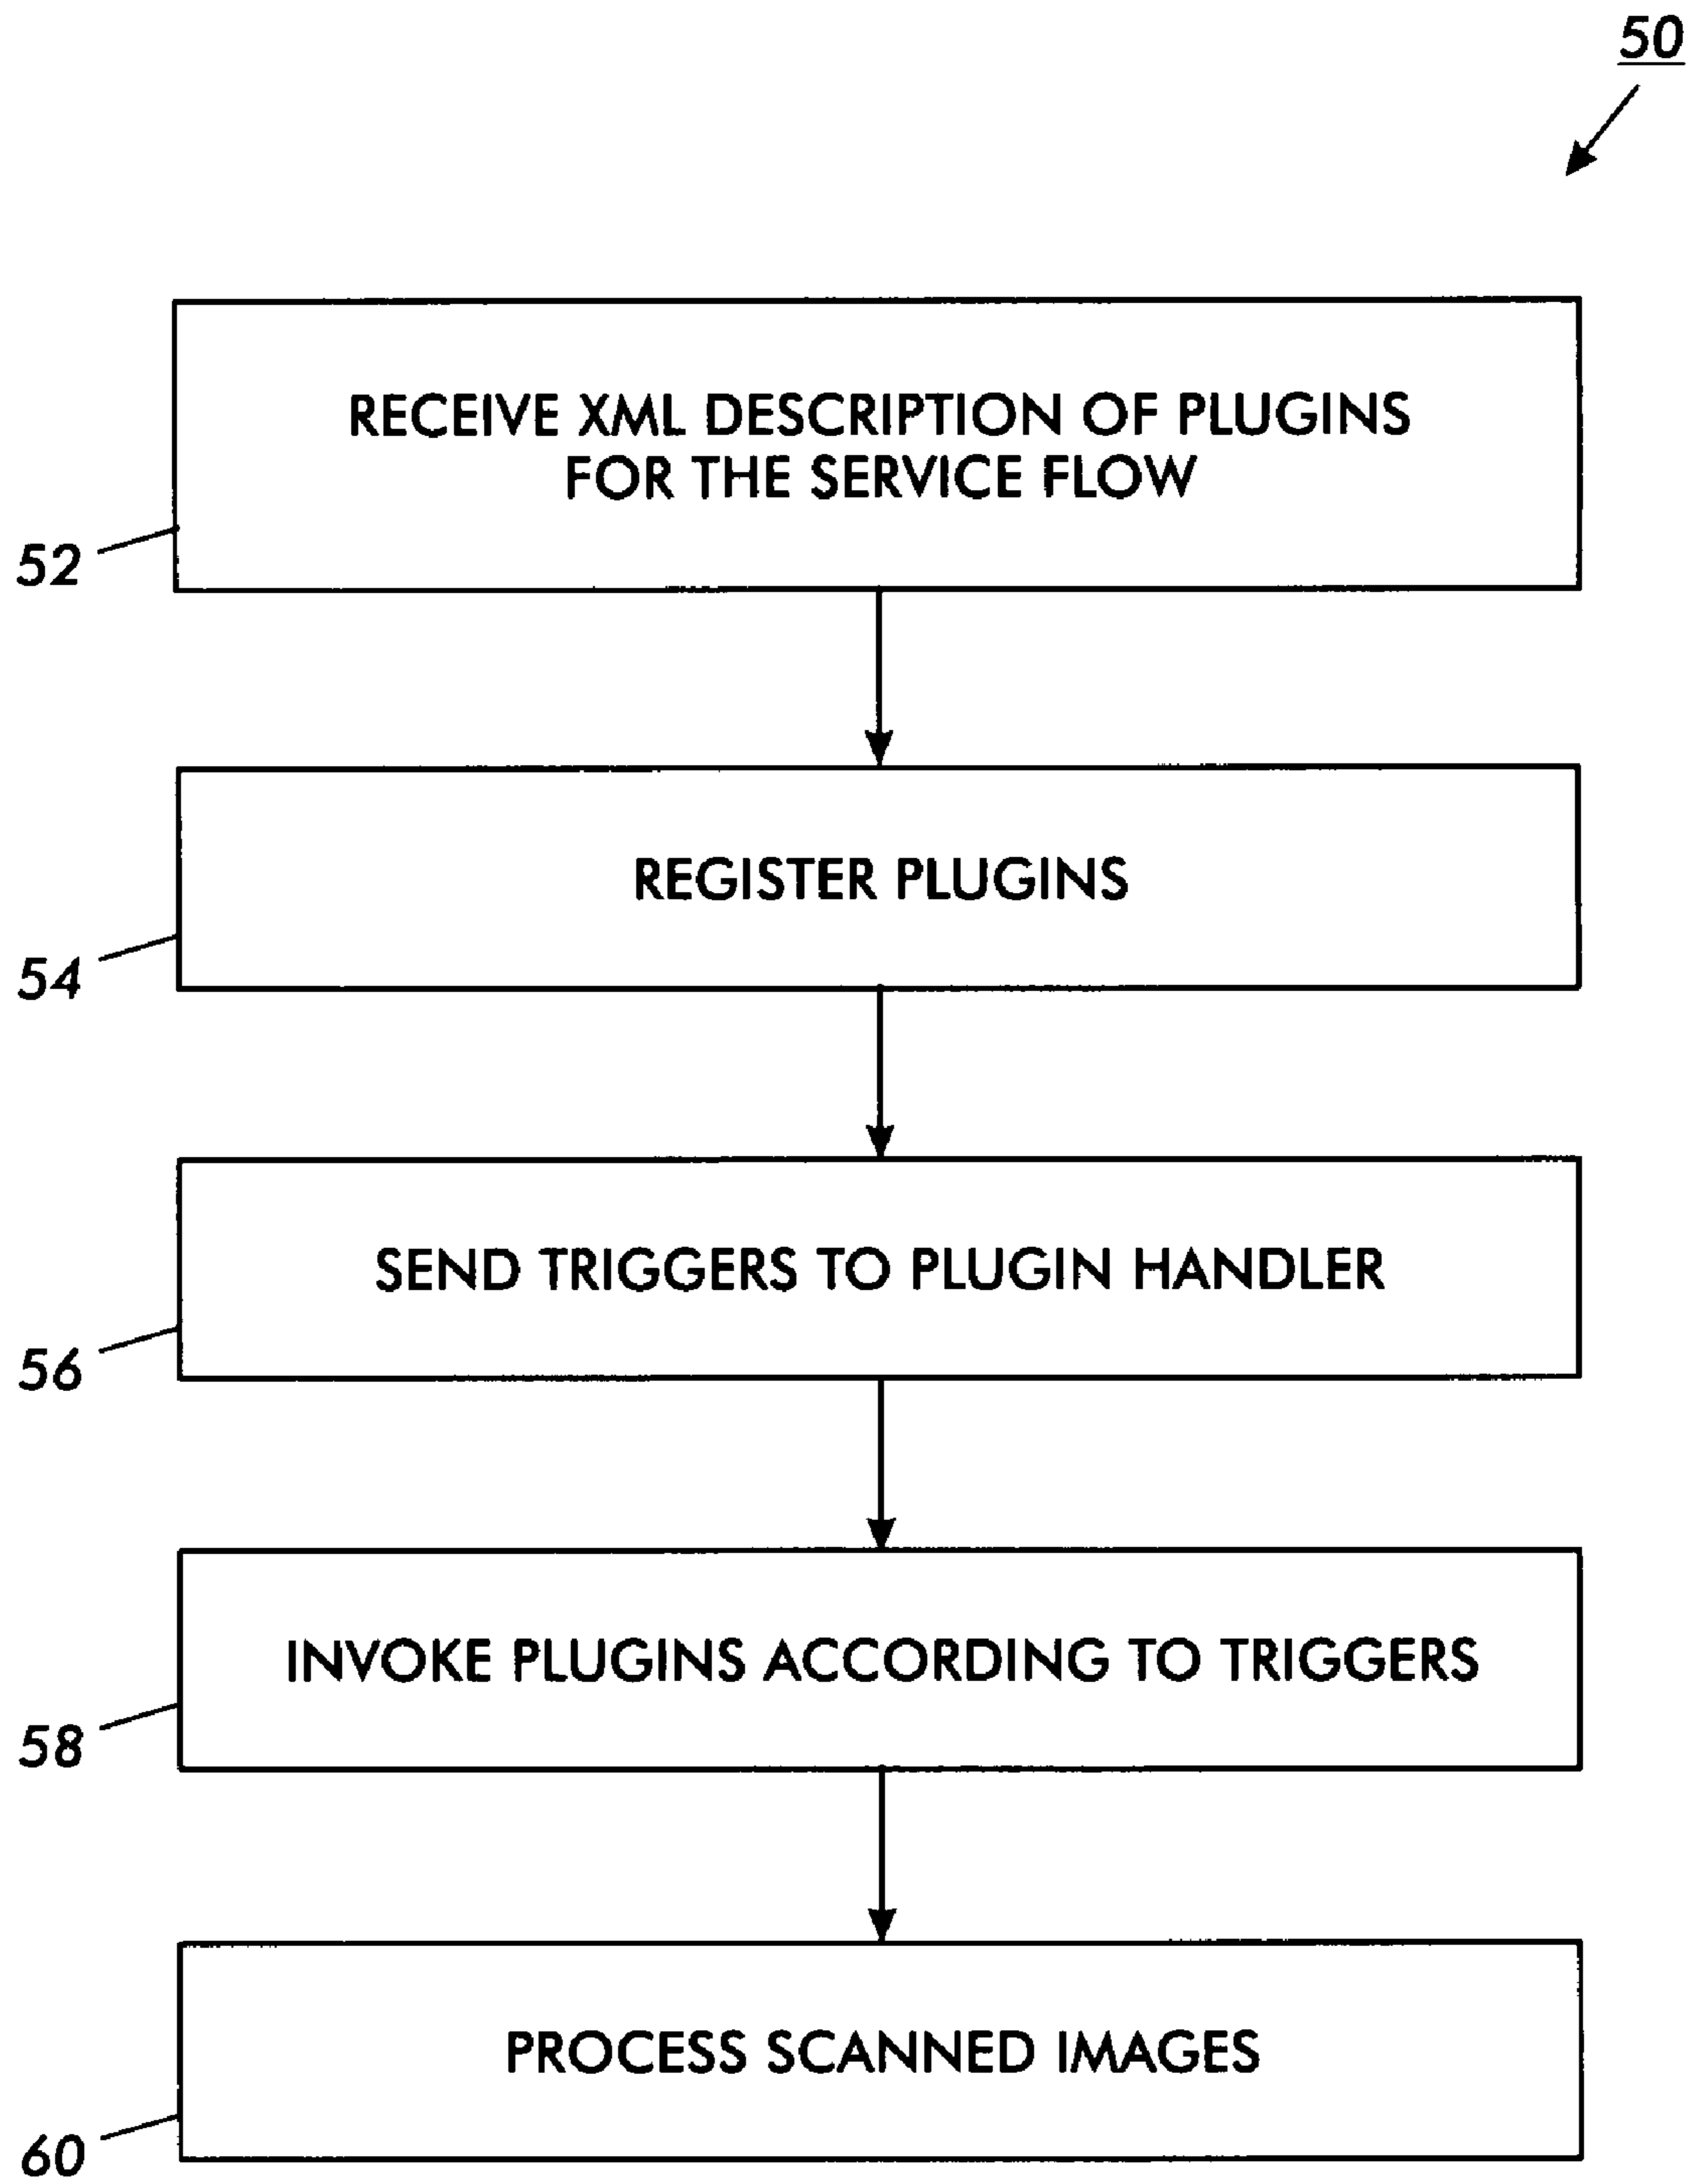 50
RECEIVE XML DESCRIPTION OF PLUGINS
FOR THE SERVICE FLOW
52
REGISTER PLUGINS
54
SEND TRIGGERS TO PLUGIN HANDLER
56
INVOKE PLUGINS ACCORDING TO TRIGGERS
58
PROCESS SCANNED IMAGES
60